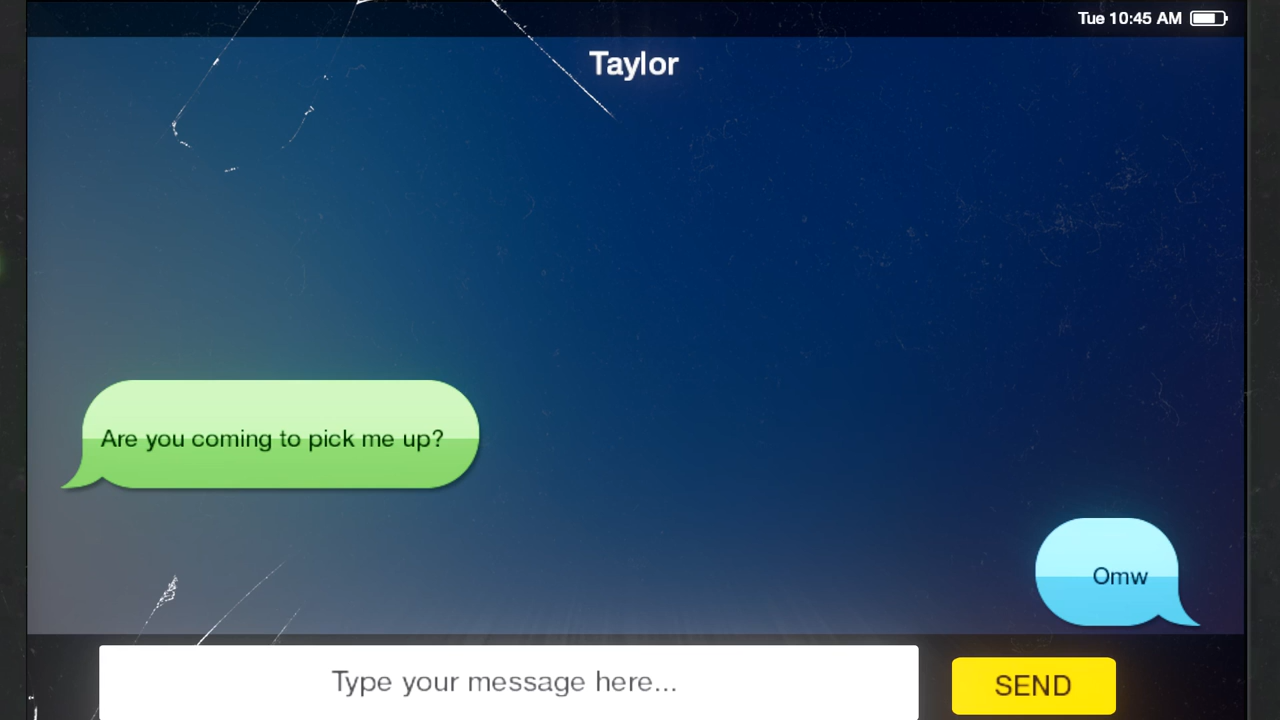 Tue 10:45 AM
Taylor
Are you coming to pick me up?
Omw
Type your message here...
SEND